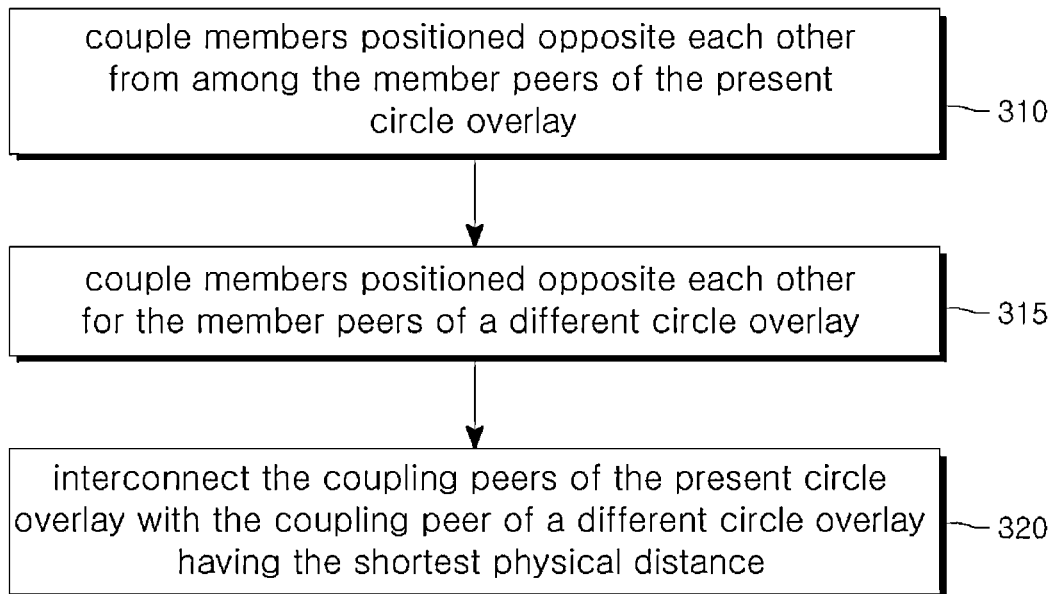 couple members positioned opposite each other
from among the member peers of the present
circle overlay
310
couple members positioned opposite each other
for the member peers of a different circle overlay
315
interconnect the coupling peers of the present circle
overlay with the coupling peer of a different circle overlay
having the shortest physical distance
320